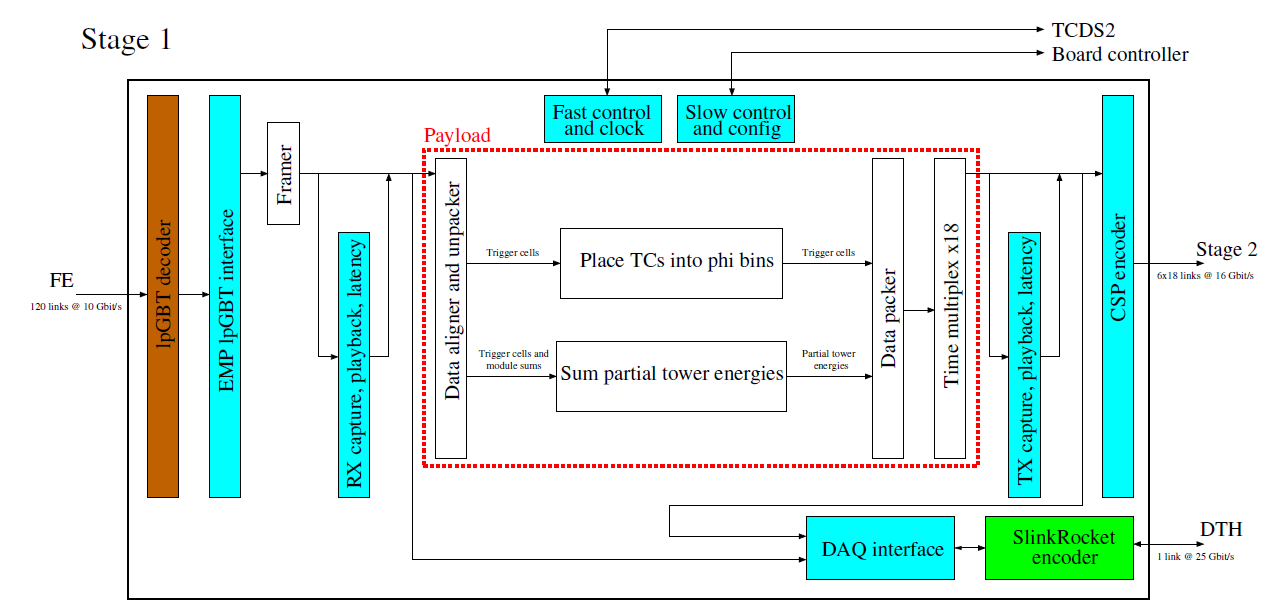 Stage 1
TCDS2
Board controller
Fast control
and clock
Slow control
and config
Payload
FE
120 links @ 10 Gbit/s
lpGBT decoder
EMP lpGBT interface
Framer
RX capture, playback, latency
Data aligner and unpacker
Trigger cells
Place TCs into phi bins
Trigger cells
Trigger cells and
module sums
Sum partial tower energies
Partial tower
energies
Data packer
Time multiplex x18
TX capture, playback, latency
CSP encoder
Stage 2
6x18 links @ 16 Gbit/s
DAQ interface
SlinkRocket
encoder
DTH
1 link @ 25 Gbit/s